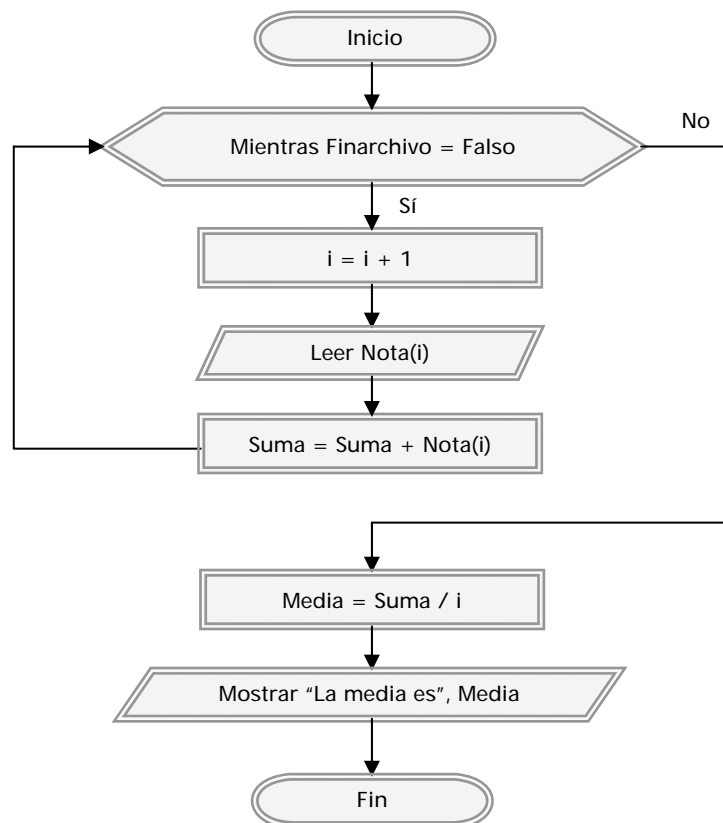 Inicio
Mientras Finarchivo = Falso
No
Sí
i = i + 1
Leer Nota(i)
Suma = Suma + Nota(i)
Media = Suma / i
Mostrar “La media es”, Media
Fin